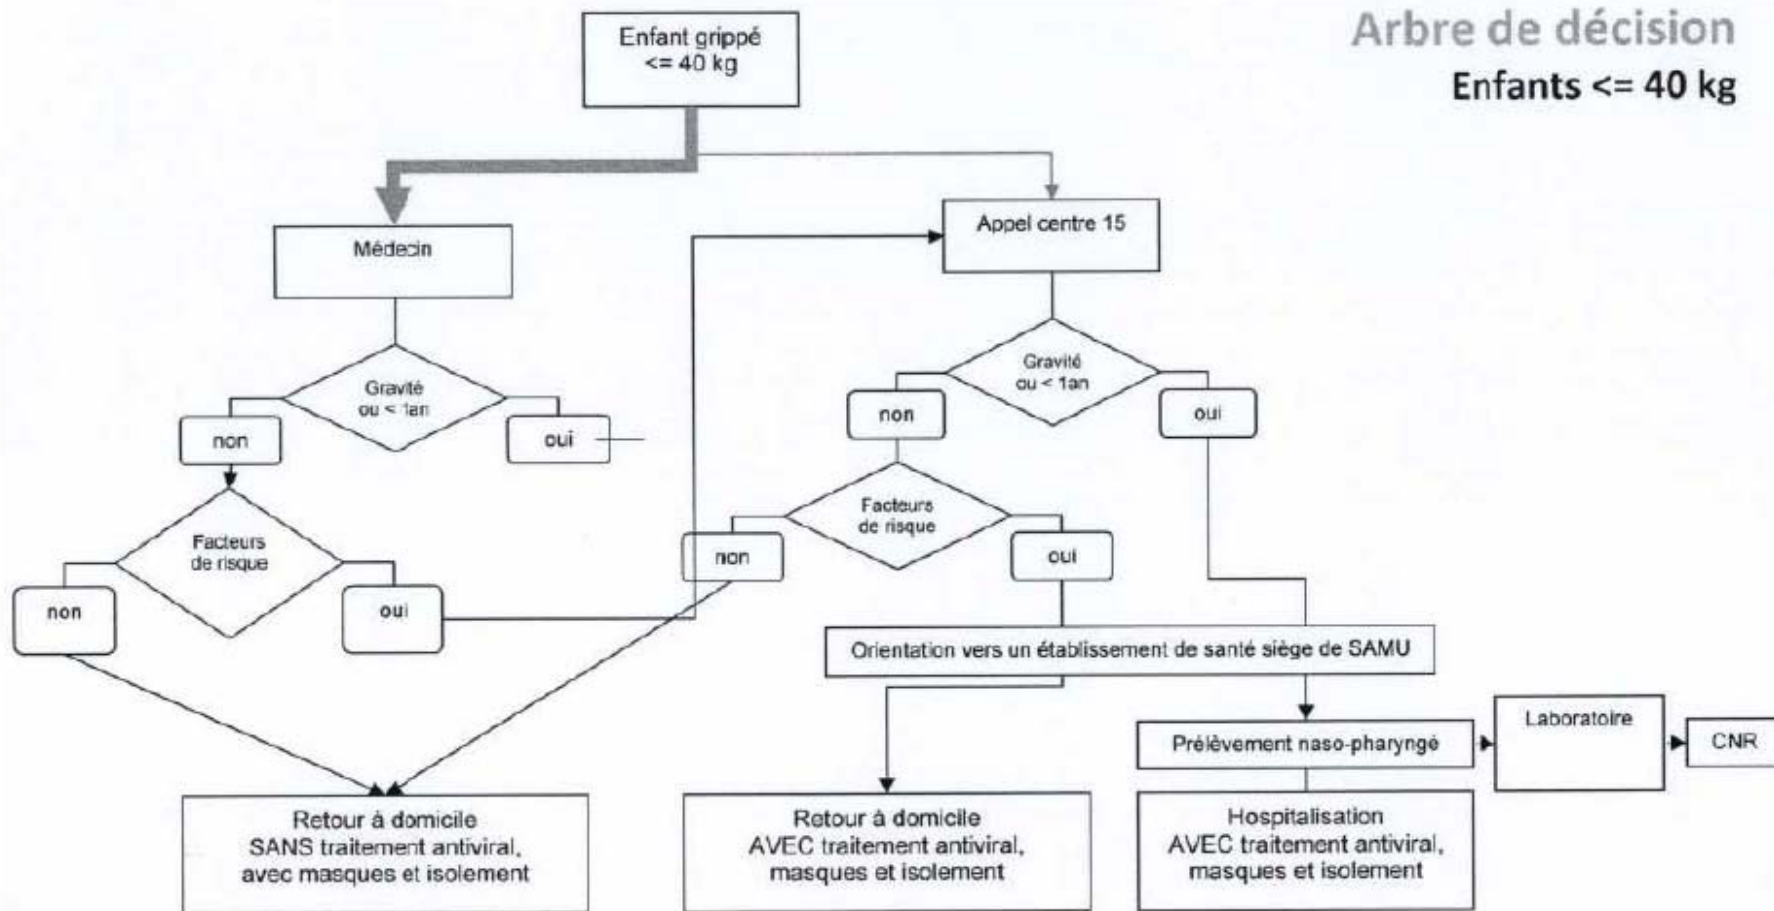 Arbre de décision
Enfants <= 40 kg
Enfant grippé
<= 40 kg
Médecin
Appel centre 15
Gravité
ou < 1an
non
oui
Gravité
ou < 1an
non
oui
Facteurs
de risque
non
oui
Facteurs
de risque
non
oui
Orientation vers un établissement de santé siège de SAMU
Prélèvement naso-pharyngé
Laboratoire
CNR
Retour à domicile
SANS traitement antiviral,
avec masques et isolement
Retour à domicile
AVEC traitement antiviral,
masques et isolement
Hospitalisation
AVEC traitement antiviral,
masques et isolement